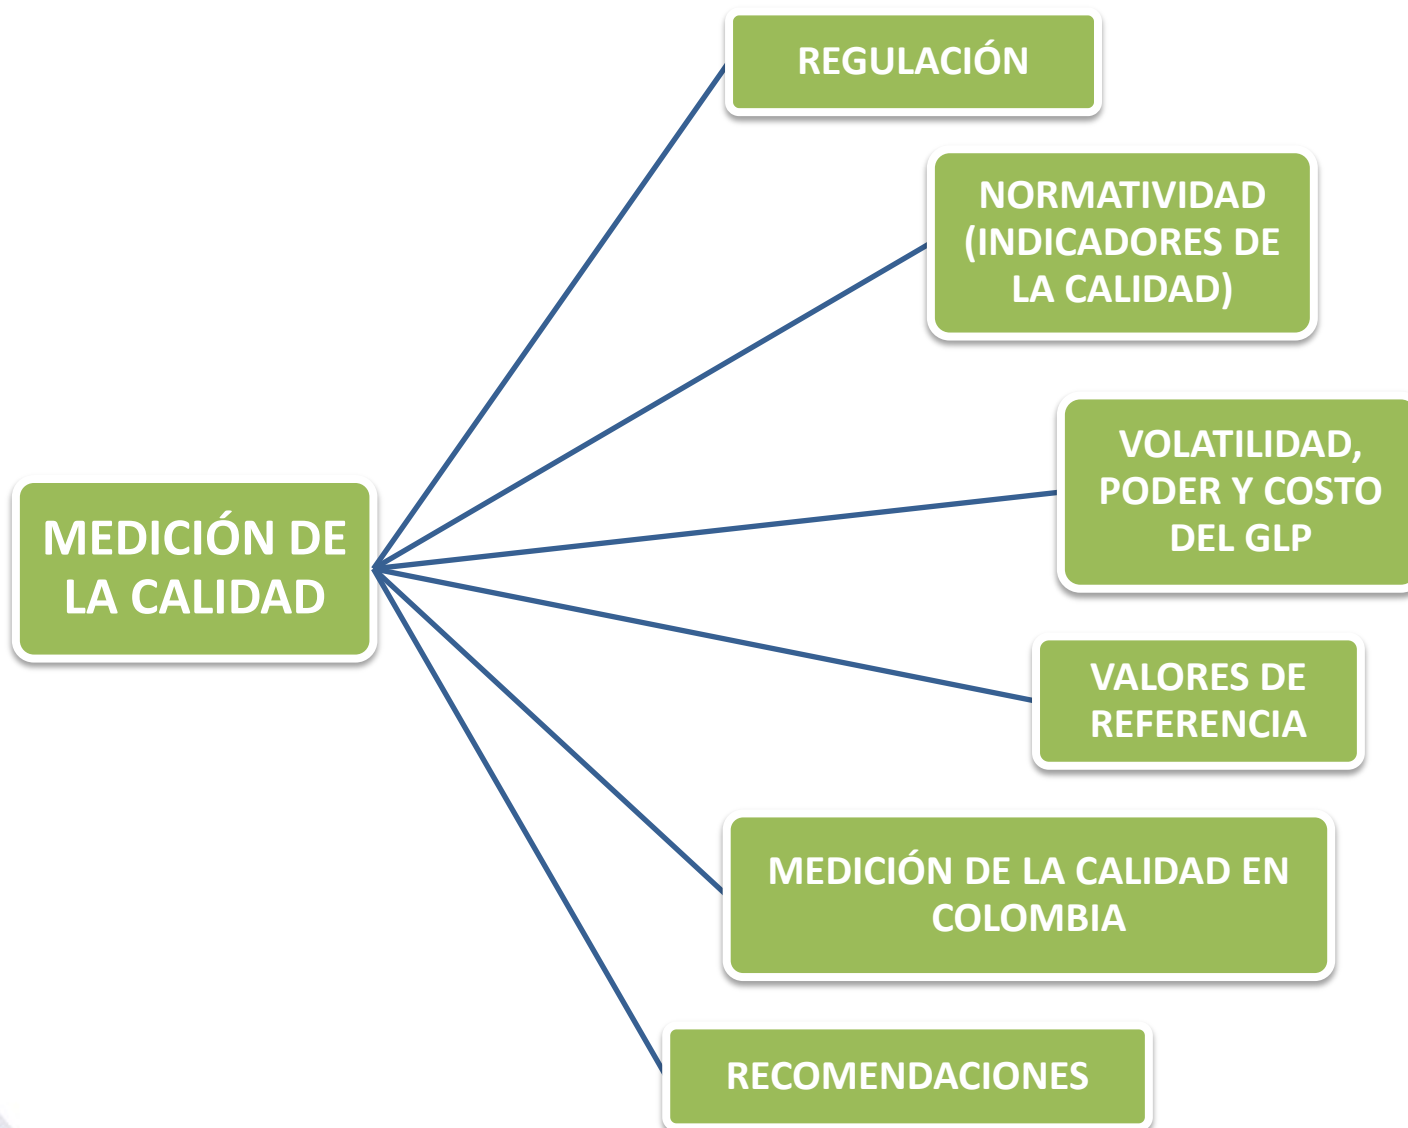 REGULACIÓN
NORMATIVIDAD
(INDICADORES DE
LA CALIDAD)
VOLATILIDAD,
PODER Y COSTO
DEL GLP
MEDICIÓN DE
LA CALIDAD
VALORES DE
REFERENCIA
MEDICIÓN DE LA CALIDAD EN
COLOMBIA
RECOMENDACIONES